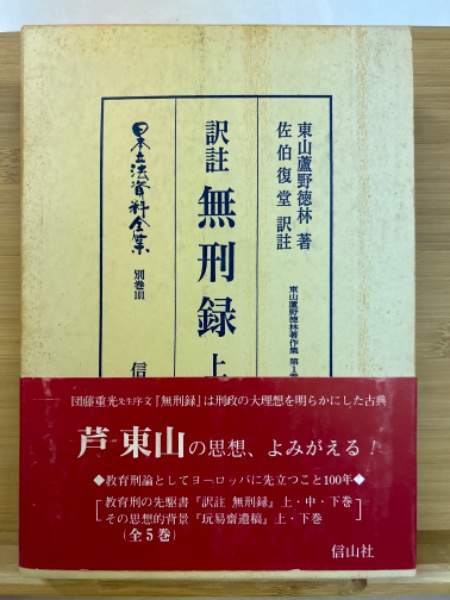 東山蘆野徳林 著
佐伯復堂 訳註
東山蘆野徳林著作集 第1巻
訳註 無刑録 上
日本立法資料全集
別巻101
信
団藤重光先生序文『無刑録』は刑政の大理想を明らかにした古典
芦 東山の思想、よみがえる!
◆教育刑論としてヨーロッパに先立つこと100年◆
教育刑の先駆書『訳註 無刑録』上・中・下巻
その思想的背景『玩易齋遺稿』上・下巻
(全5巻)
信山社